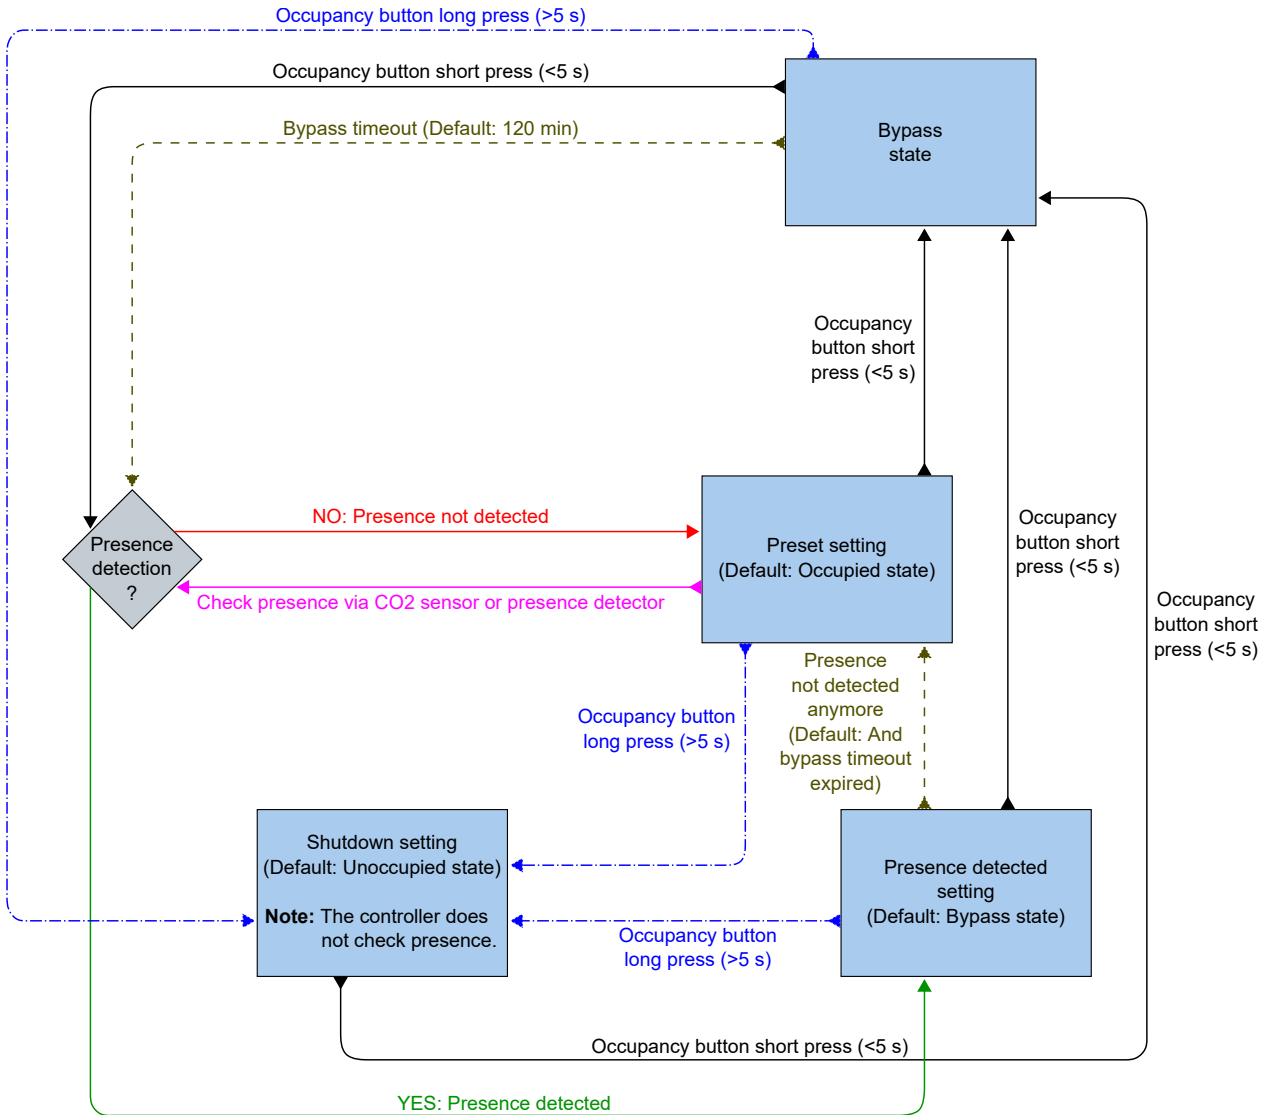 Occupancy button long press (>5 s)
Occupancy button short press (<5 s)
Bypass timeout (Default: 120 min)
Bypass
state
Occupancy
button short
press (<5 s)
Presence
detection
?
NO: Presence not detected
Check presence via CO2 sensor or presence detector
Preset setting
(Default: Occupied state)
Occupancy
button short
press (<5 s)
Occupancy
button short
press (<5 s)
Occupancy button
long press (>5 s)
Presence
not detected
anymore
(Default: And
bypass timeout
expired)
Shutdown setting
(Default: Unoccupied state)
Note: The controller does
not check presence.
Occupancy button
long press (>5 s)
Presence detected
setting
(Default: Bypass state)
Occupancy button short press (<5 s)
YES: Presence detected